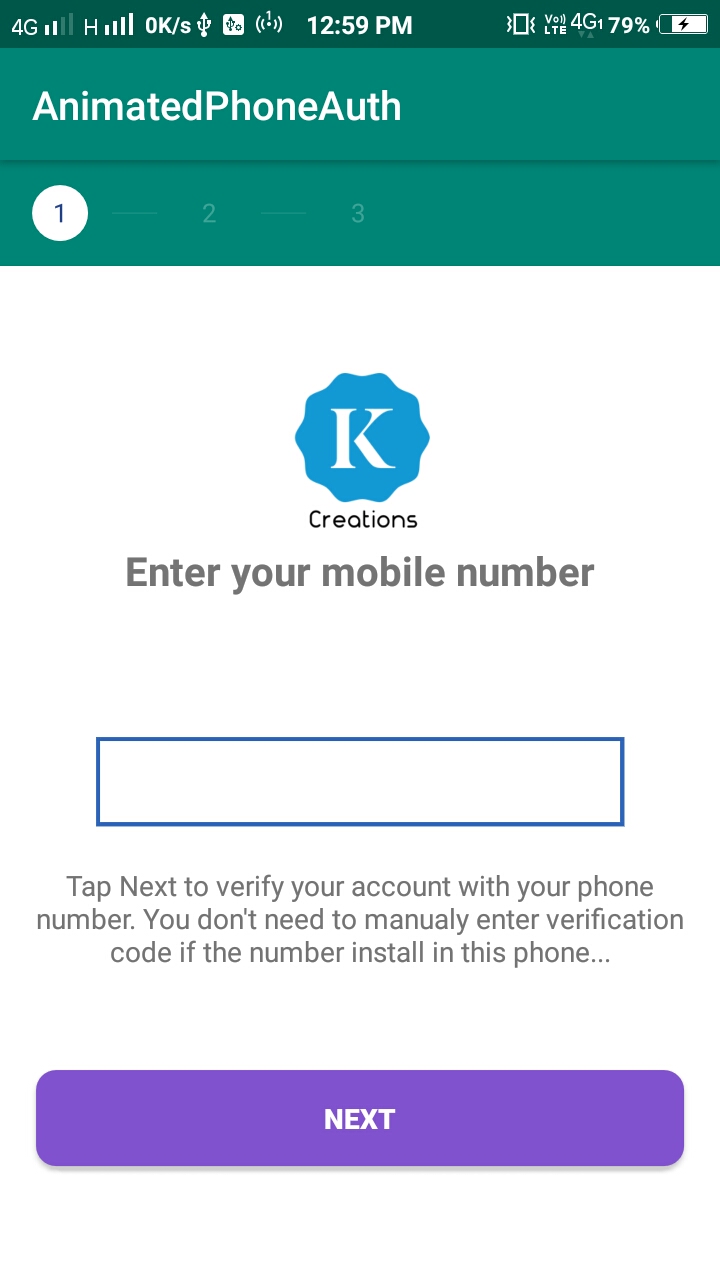 4G H 0K/s 12:59 PM Vo)) LTE 4G1 79%
AnimatedPhoneAuth
1 2 3
K
Creations
Enter your mobile number
Tap Next to verify your account with your phone
number. You don't need to manualy enter verification
code if the number install in this phone...
NEXT